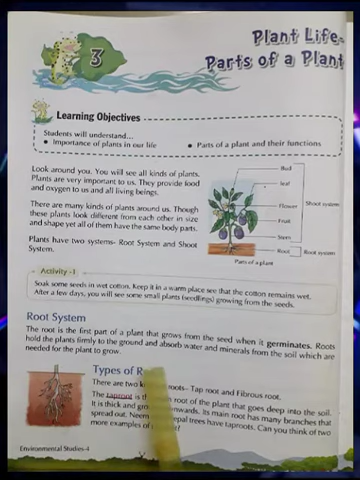 3
Plant Life-
Parts of a Plant
Learning Objectives
Students will understand...
• Importance of plants in our life
• Parts of a plant and their functions
Look around you. You will see all kinds of plants.
Plants are very important to us. They provide food
and oxygen to us and all living beings.
There are many kinds of plants around us. Though
these plants look different from each other in size
and shape yet all of them have the same body parts.
Plants have two systems- Root System and Shoot
System.
Bud
leaf
Flower
Fruit
Stem
Root
Shoot system
Root system
Parts of a plant
Activity -1
Soak some seeds in wet cotton. Keep it in a warm place see that the cotton remains wet.
After a few days, you will see some small plants (seedlings) growing from the seeds.
Root System
The root is the first part of a plant that grows from the seed when it germinates. Roots
hold the plants firmly to the ground and absorb water and minerals from the soil which are
needed for the plant to grow.
Types of
There are two roots- Tap root and Fibrous root.
The taproot is root of the plant that goes deep into the soil.
It is thick and Its main root has many branches that
spread out. Neem trees have taproots. Can you think of two
more examples of
Environmental Studies-4